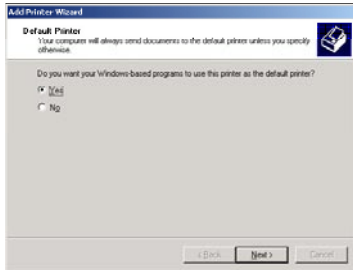 Add Printer Wizard
Default Printer
Your computer will always send documents to the default printer unless you specify
otherwise.
Do you want your Windows-based programs to use this printer as the default printer?
Yes
No
< Back
Next >
Cancel